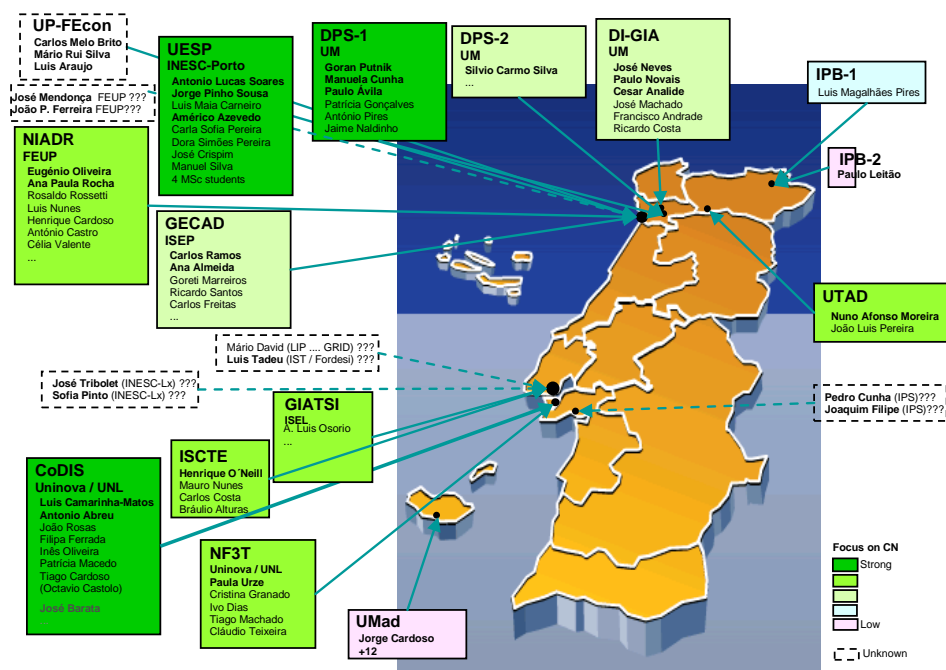 UP-FEcon
Carlos Melo Brito
Mário Rui Silva
Luis Araujo
José Mendonça FEUP ???
João P. Ferreira FEUP???
UESP
INESC-Porto
Antonio Lucas Soares
Jorge Pinho Sousa
Luis Maia Carneiro
Américo Azevedo
Carla Sofia Pereira
Dora Simões Pereira
José Crispim
Manuel Silva
4 MSc students
DPS-1
UM
Goran Putnik
Manuela Cunha
Paulo Ávila
Patrícia Gonçalves
António Pires
Jaime Naldinho
DPS-2
UM
Silvio Carmo Silva
...
DI-GIA
UM
José Neves
Paulo Novais
Cesar Analide
José Machado
Francisco Andrade
Ricardo Costa
IPB-1
Luis Magalhães Pires
IPB-2
Paulo Leitão
NIADR
FEUP
Eugénio Oliveira
Ana Paula Rocha
Rosaldo Rossetti
Luis Nunes
Henrique Cardoso
António Castro
Célia Valente
...
GECAD
ISEP
Carlos Ramos
Ana Almeida
Goreti Marreiros
Ricardo Santos
Carlos Freitas
...
UTAD
Nuno Afonso Moreira
João Luis Pereira
Mário David (LIP .... GRID) ???
Luis Tadeu (IST / Fordesi) ???
José Tribolet (INESC-Lx) ???
Sofia Pinto (INESC-Lx) ???
Pedro Cunha (IPS)???
Joaquim Filipe (IPS)???
GIATSI
ISEL
A. Luis Osorio
...
ISCTE
Henrique O´Neill
Mauro Nunes
Carlos Costa
Bráulio Alturas
CoDIS
Uninova / UNL
Luis Camarinha-Matos
Antonio Abreu
João Rosas
Filipa Ferrada
Inês Oliveira
Patrícia Macedo
Tiago Cardoso
(Octavio Castolo)
José Barata
NF3T
Uninova / UNL
Paula Urze
Cristina Granado
Ivo Dias
Tiago Machado
Cláudio Teixeira
UMad
Jorge Cardoso
+12
Focus on CN
Strong
Low
Unknown